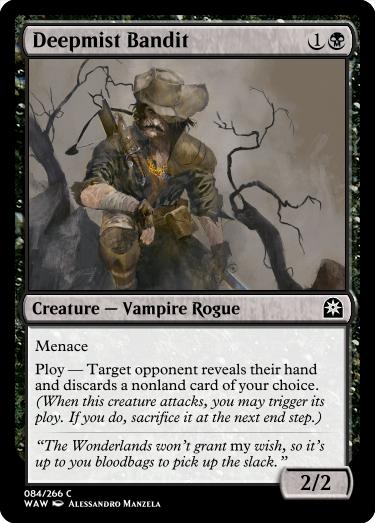 Deepmist Bandit 1
Creature — Vampire Rogue
Menace
Ploy — Target opponent reveals their hand
and discards a nonland card of your choice.
(When this creature attacks, you may trigger its
ploy. If you do, sacrifice it at the next end step.)
“The Wonderlands won’t grant my wish, so it’s
up to you bloodbags to pick up the slack.”
2/2
084/266 C
WAW ALESSANDRO MANZELA